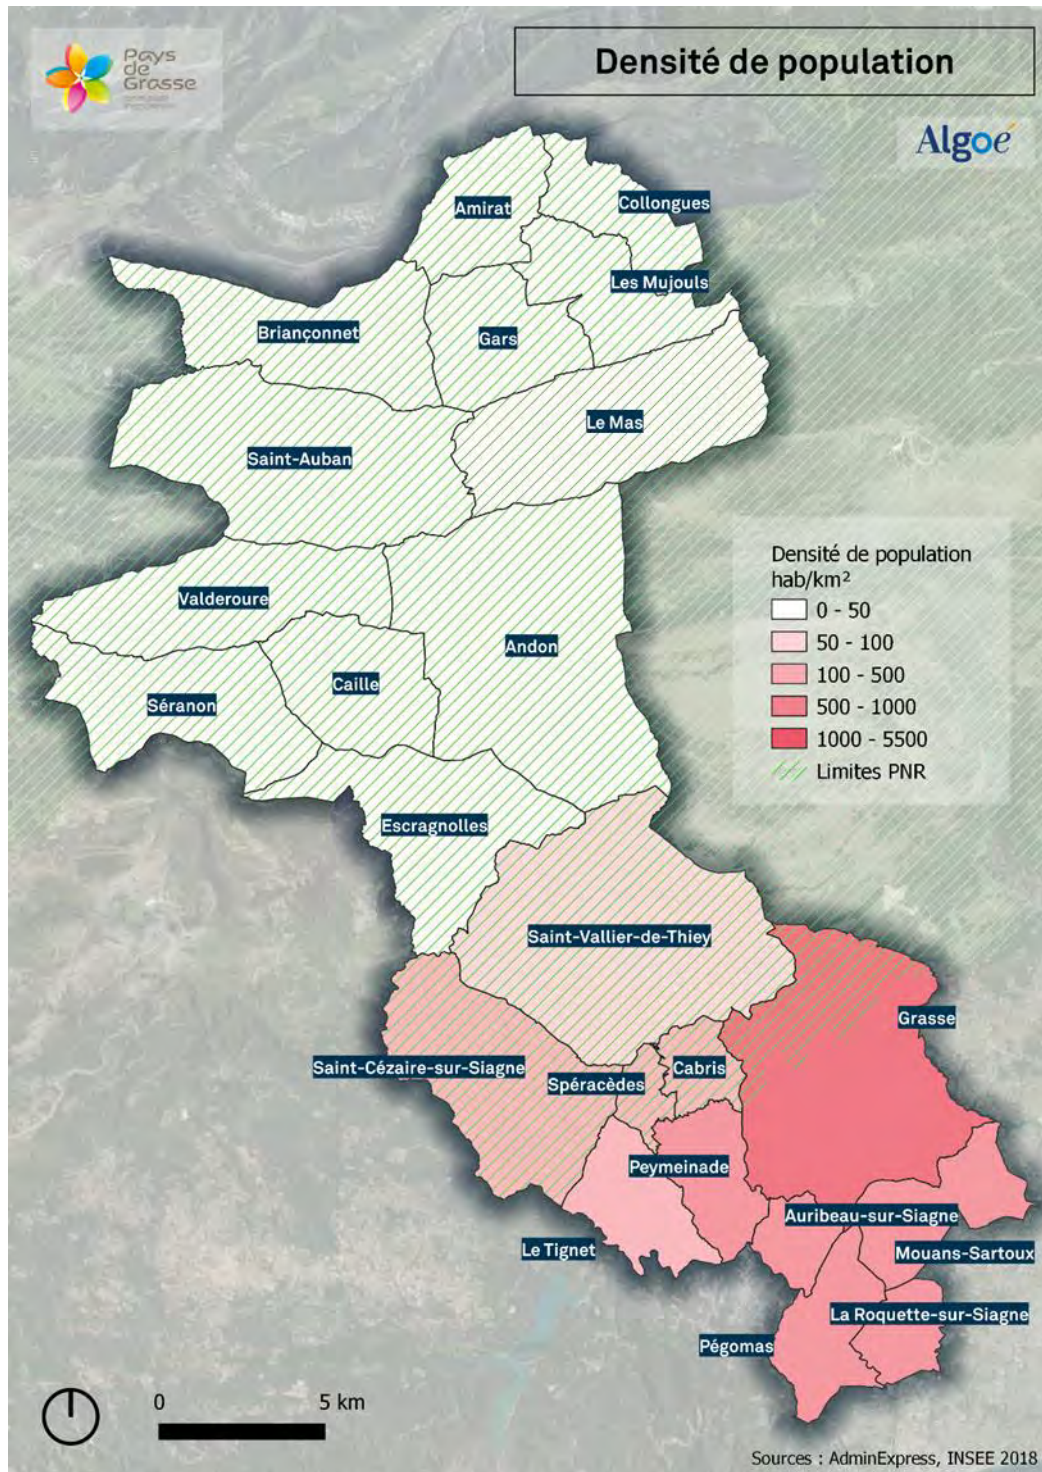 Pays
de
Grasse
Densité de population
Algoé
Amirat
Collongues
Les Mujouls
Briançonnet
Gars
Le Mas
Saint-Auban
Densité de population
hab/km²
0 - 50
50 - 100
100 - 500
500 - 1000
1000 - 5500
Limites PNR
Valderoure
Andon
Caille
Séranon
Escragnolles
Saint-Vallier-de-Thiey
Grasse
Saint-Cézaire-sur-Siagne
Cabris
Spéracèdes
Peymeinade
Auribeau-sur-Siagne
Le Tignet
Mouans-Sartoux
La Roquette-sur-Siagne
Pégomas
0 5 km
Sources : AdminExpress, INSEE 2018